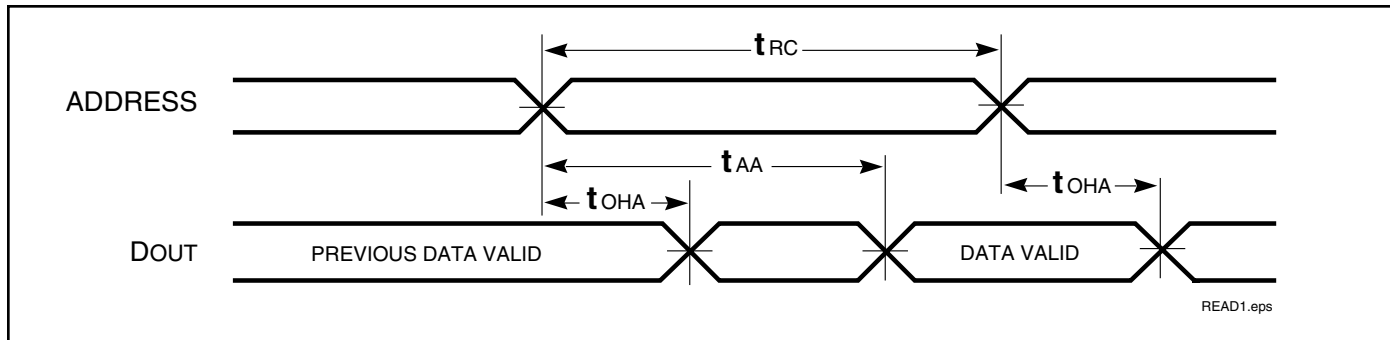 tRC
ADDRESS
tAA
tOHA
tOHA
DOUT
PREVIOUS DATA VALID
DATA VALID
READ1.eps